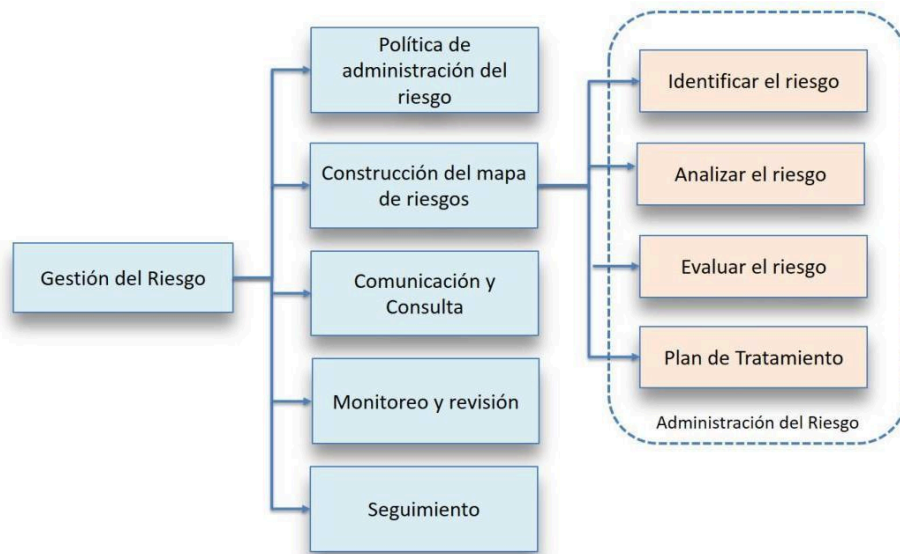 Política de
administración del
riesgo
Construcción del mapa
de riesgos
Gestión del Riesgo
Comunicación y
Consulta
Monitoreo y revisión
Seguimiento
Identificar el riesgo
Analizar el riesgo
Evaluar el riesgo
Plan de Tratamiento
Administración del Riesgo